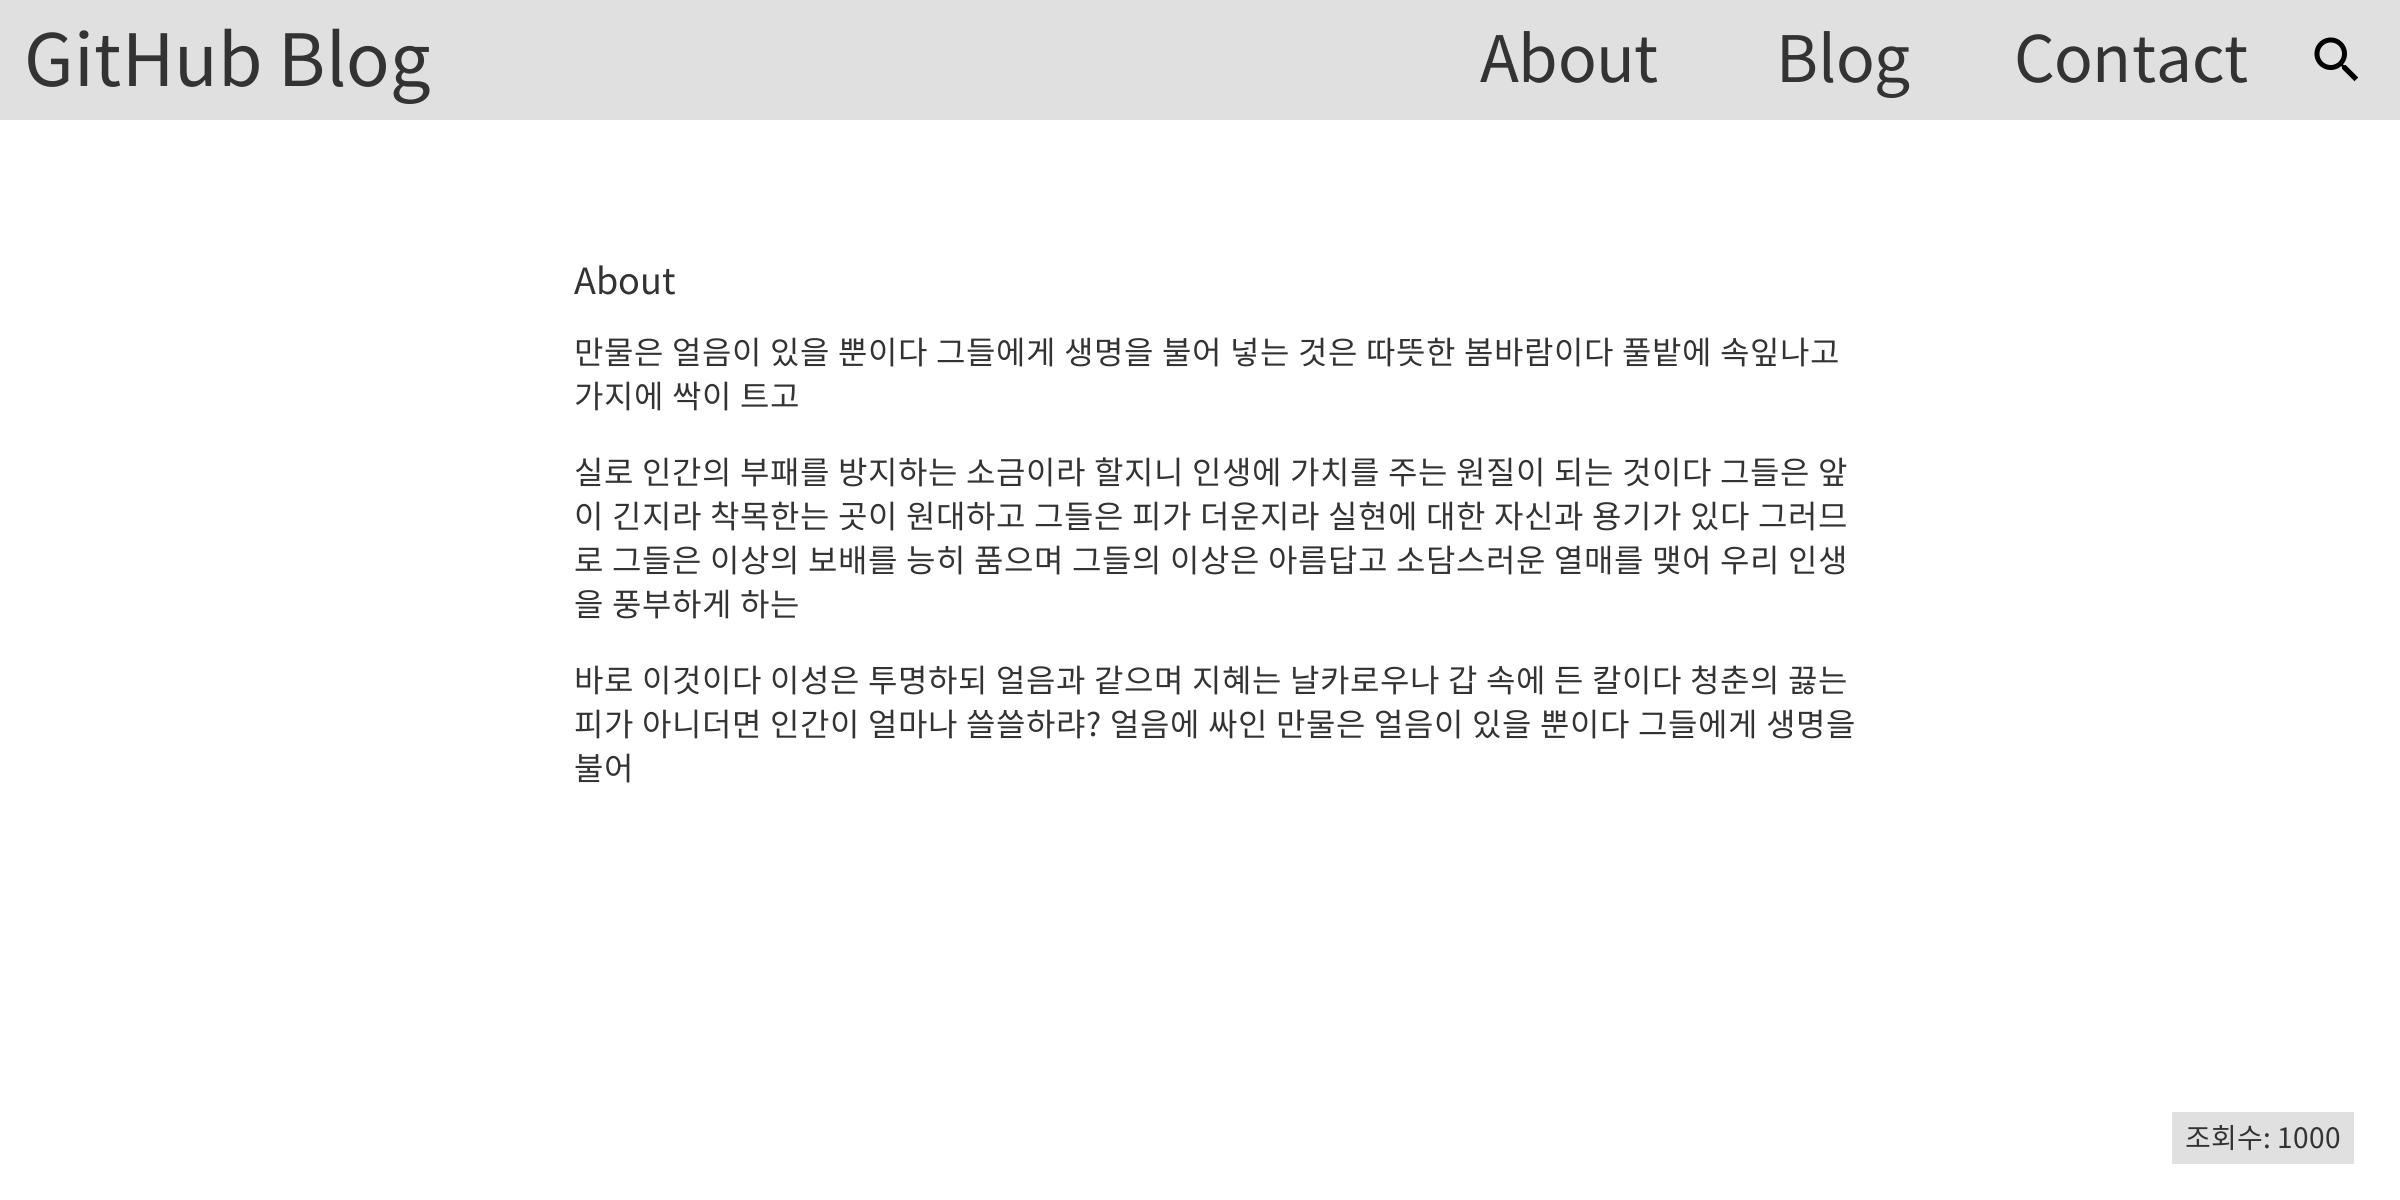 GitHub Blog
About
Blog
Contact
About
만물은 얼음이 있을 뿐이다 그들에게 생명을 불어 넣는 것은 따뜻한 봄바람이다 풀밭에 속잎나고
가지에 싹이 트고
실로 인간의 부패를 방지하는 소금이라 할지니 인생에 가치를 주는 원질이 되는 것이다 그들은 앞
이 긴지라 착목한는 곳이 원대하고 그들은 피가 더운지라 실현에 대한 자신과 용기가 있다 그러므
로 그들은 이상의 보배를 능히 품으며 그들의 이상은 아름답고 소담스러운 열매를 맺어 우리 인생
을 풍부하게 하는
바로 이것이다 이성은 투명하되 얼음과 같으며 지혜는 날카로우나 갑 속에 든 칼이다 청춘의 끓는
피가 아니더면 인간이 얼마나 쓸쓸하랴? 얼음에 싸인 만물은 얼음이 있을 뿐이다 그들에게 생명을
불어
조회수: 1000